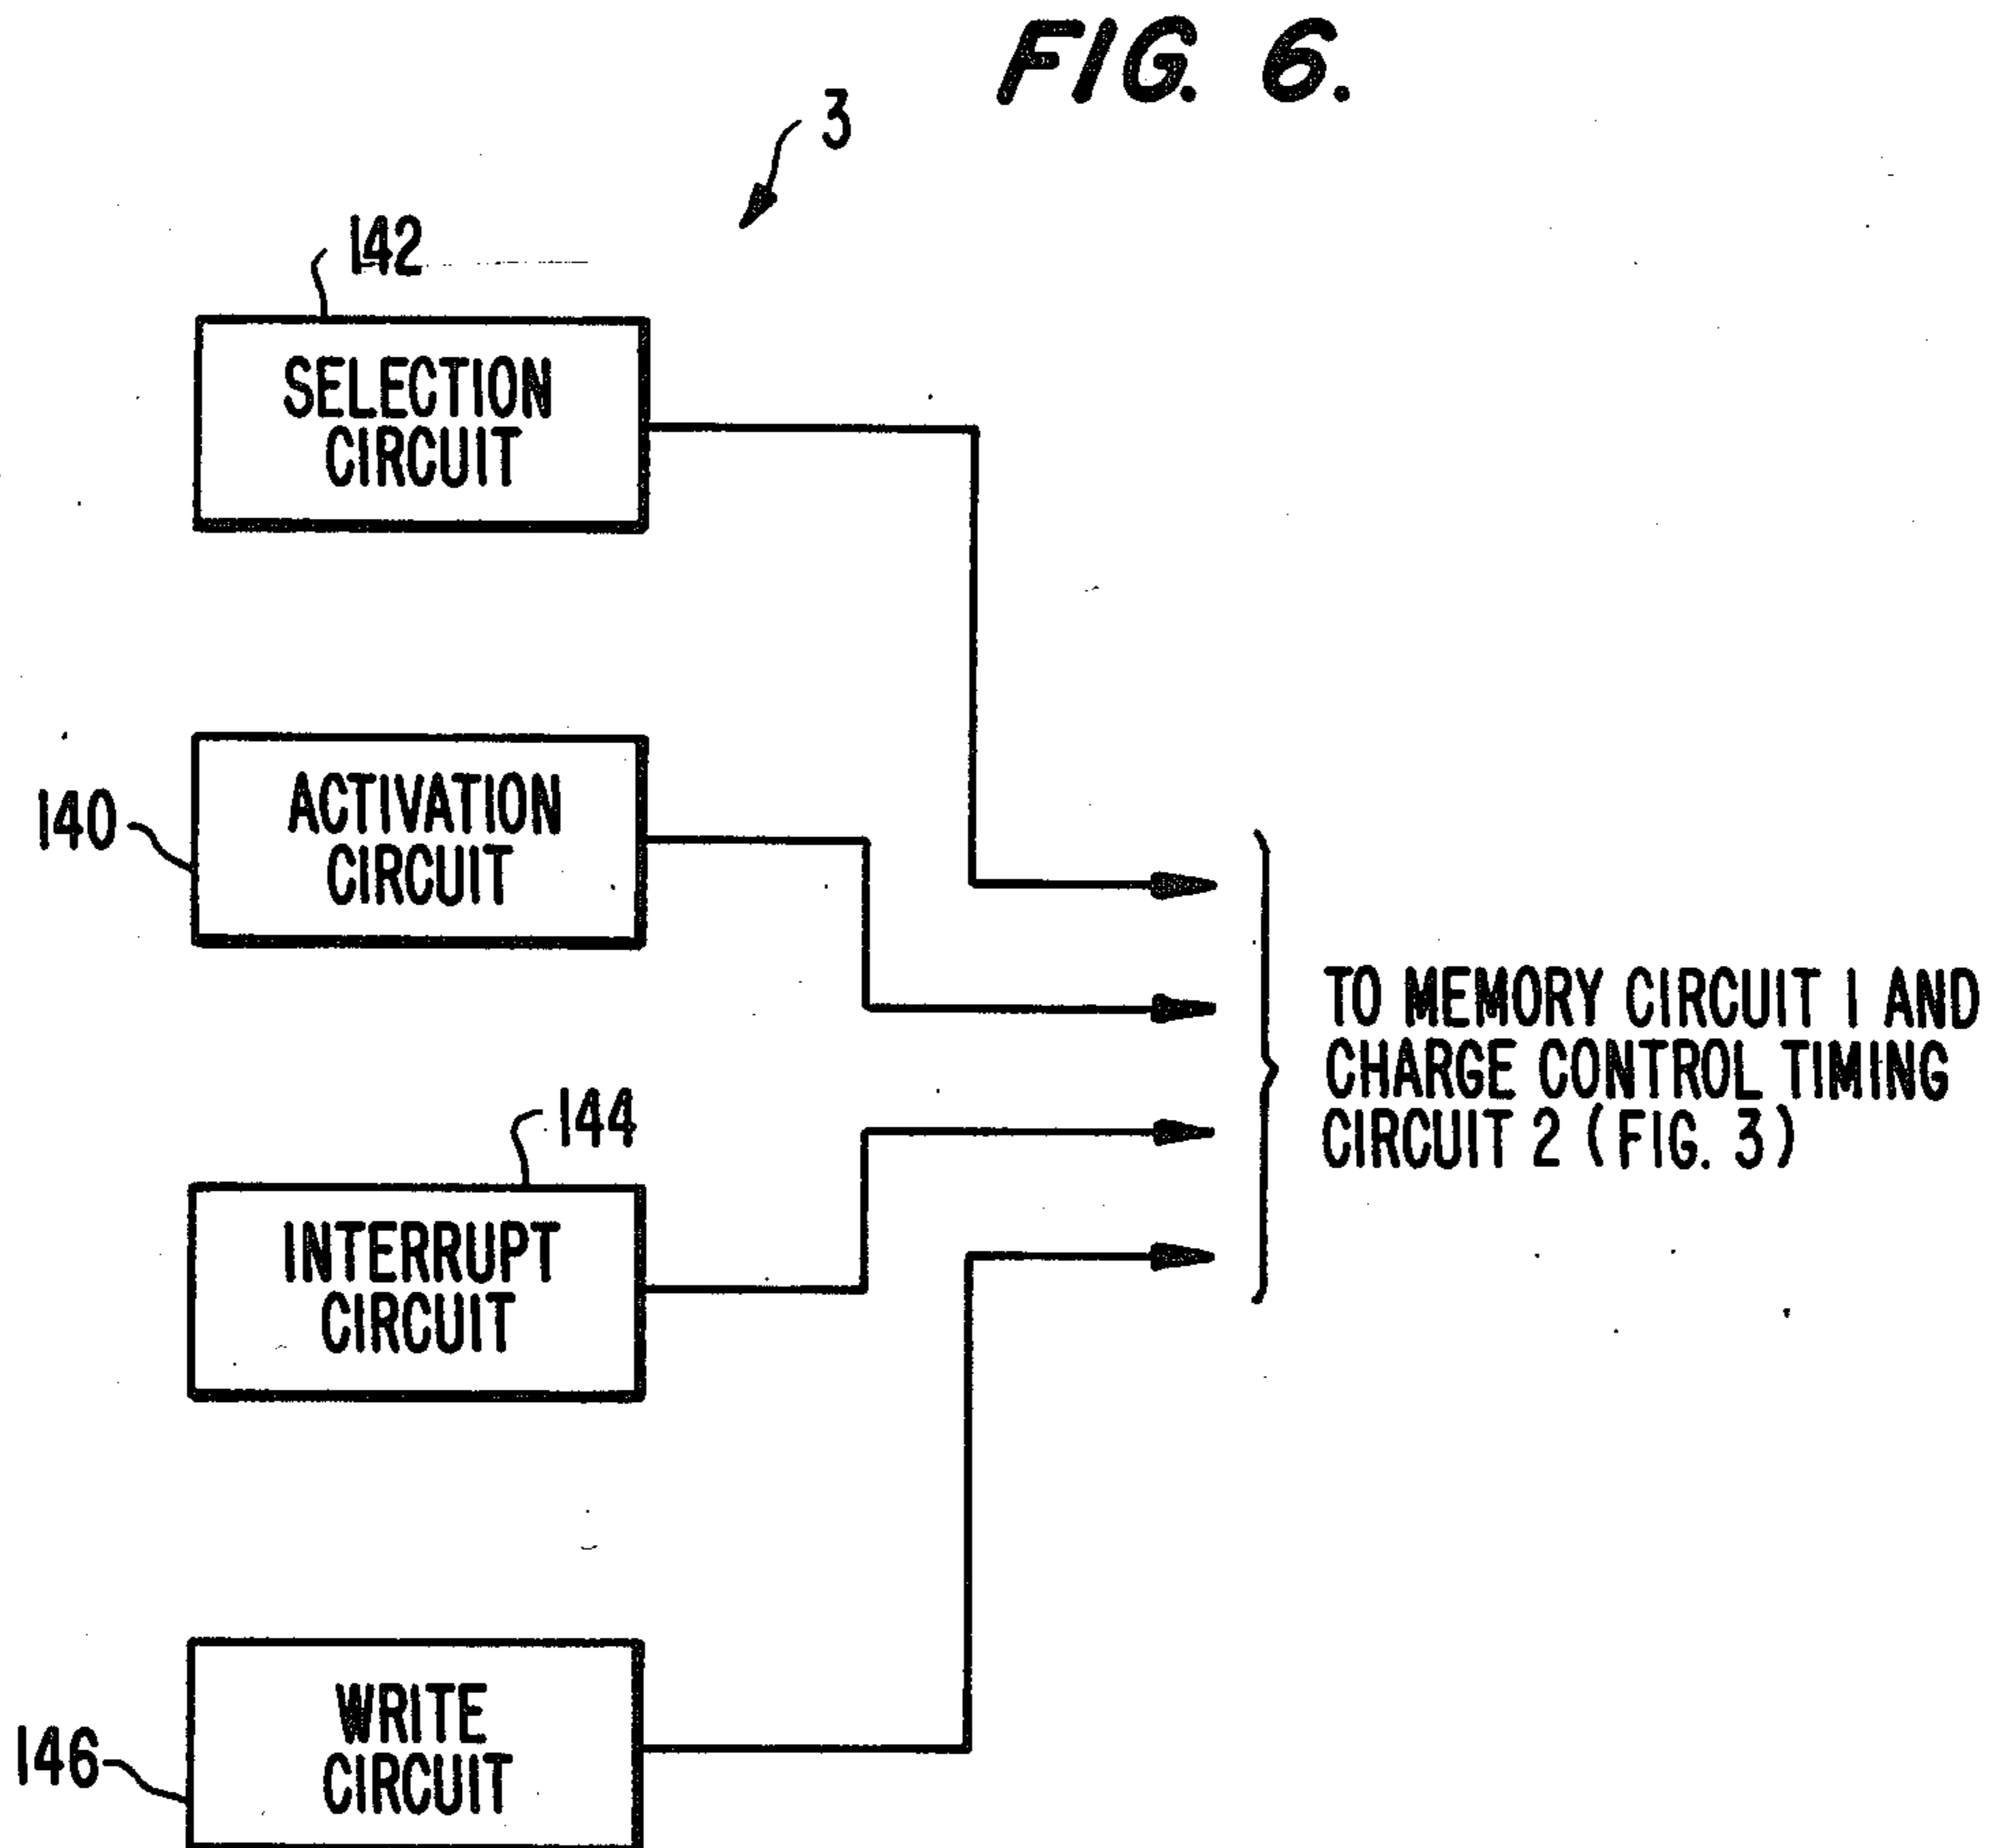 FIG. 6.
3
142
SELECTION
CIRCUIT
140
ACTIVATION
CIRCUIT
TO MEMORY CIRCUIT 1 AND
CHARGE CONTROL TIMING
CIRCUIT 2 (FIG. 3)
144
INTERRUPT
CIRCUIT
146
WRITE
CIRCUIT